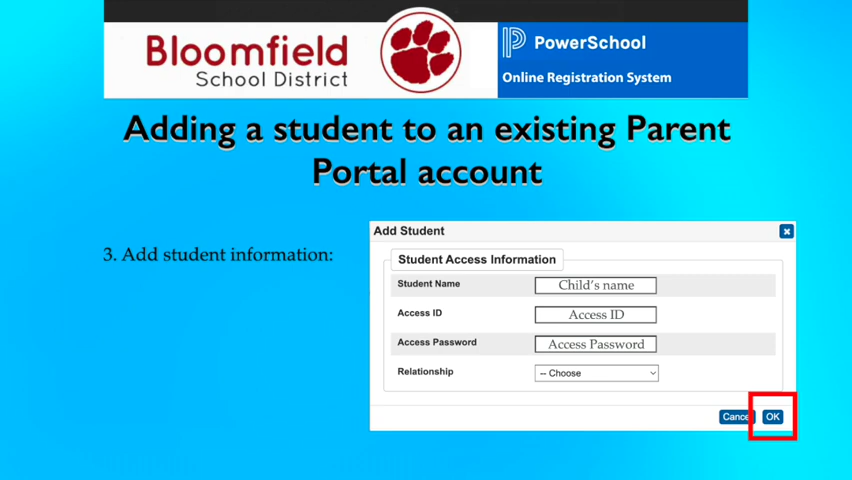 Bloomfield
School District
PowerSchool
Online Registration System
Adding a student to an existing Parent
Portal account
3. Add student information:
Add Student
Student Access Information
Student Name
Child's name
Access ID
Access ID
Access Password
Access Password
Relationship
-- Choose
Cancel
OK